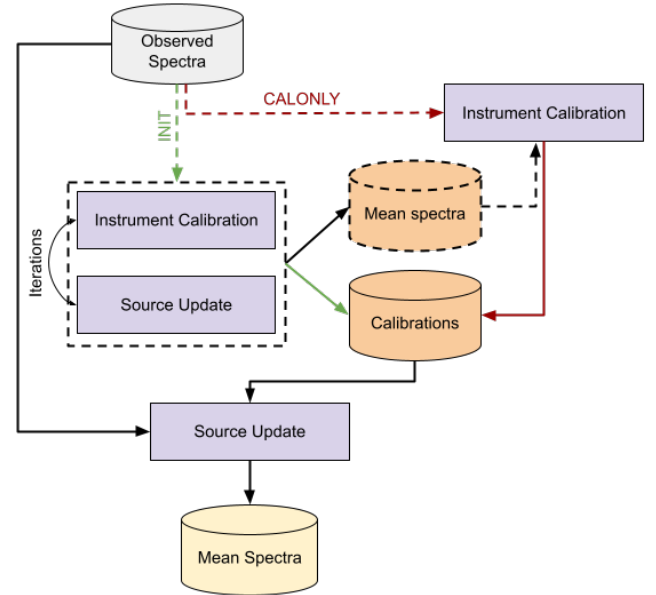 Observed
Spectra
CALONLY
INIT
Instrument Calibration
Instrument Calibration
Mean spectra
Iterations
Source Update
Calibrations
Source Update
Mean Spectra